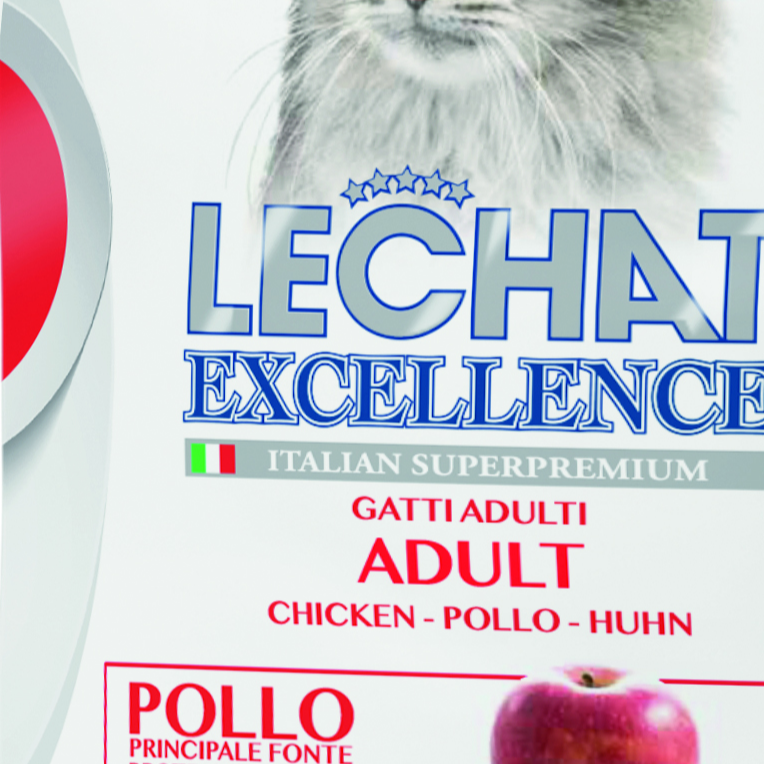 LECHAT
EXCELLENCE
ITALIAN SUPERPREMIUM
GATTI ADULTI
ADULT
CHICKEN - POLLO - HUHN
POLLO
PRINCIPALE FONTE